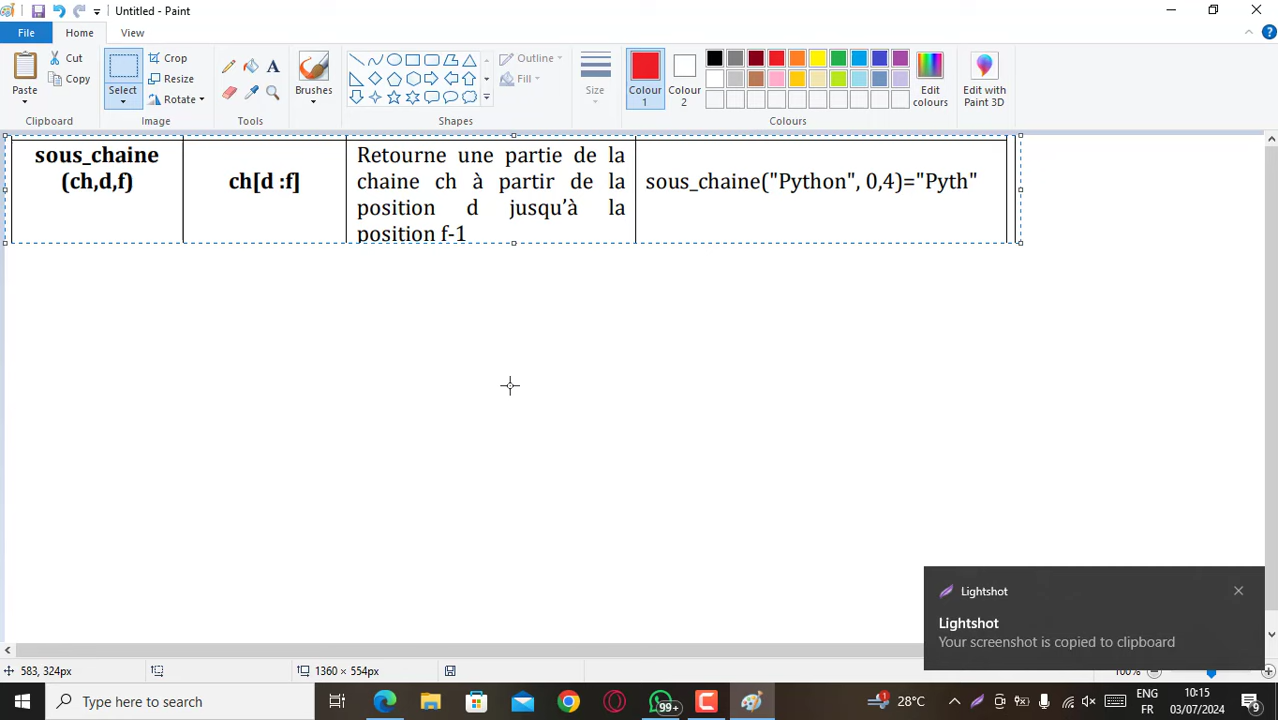 Untitled - Paint
File
Home
View
Paste
Cut
Copy
Clipboard
Select
Crop
Resize
Rotate
Image
Tools
Brushes
Shapes
Outline
Fill
Size
Colour 1
Colour 2
Edit colours
Edit with Paint 3D
Colours
sous_chaine
(ch,d,f)
ch[d :f]
Retourne une partie de la
chaine ch à partir de la
position d jusqu’à la
position f-1
sous_chaine("Python", 0,4)="Pyth"
Lightshot
Lightshot
Your screenshot is copied to clipboard
583, 324px
1360 × 554px
100%
Type here to search
99+
1
28°C
ENG
FR
10:15
03/07/2024
9